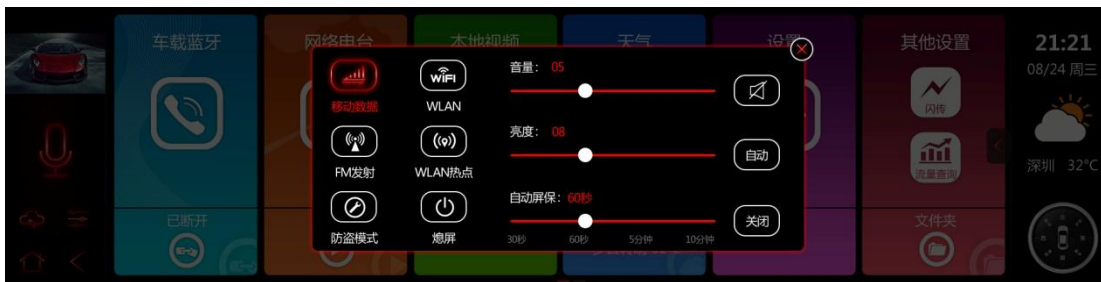 车载蓝牙
网络电台
本地视频
天气
设置
其他设置
21:21
08/24 周三
移动数据
WiFi
WLAN
音量: 05
闪传
FM发射
WLAN热点
亮度: 08
自动
流量查询
深圳 32°C
防盗模式
熄屏
自动屏保: 60秒
关闭
30秒 60秒 5分钟 10分钟
已断开
文件夹